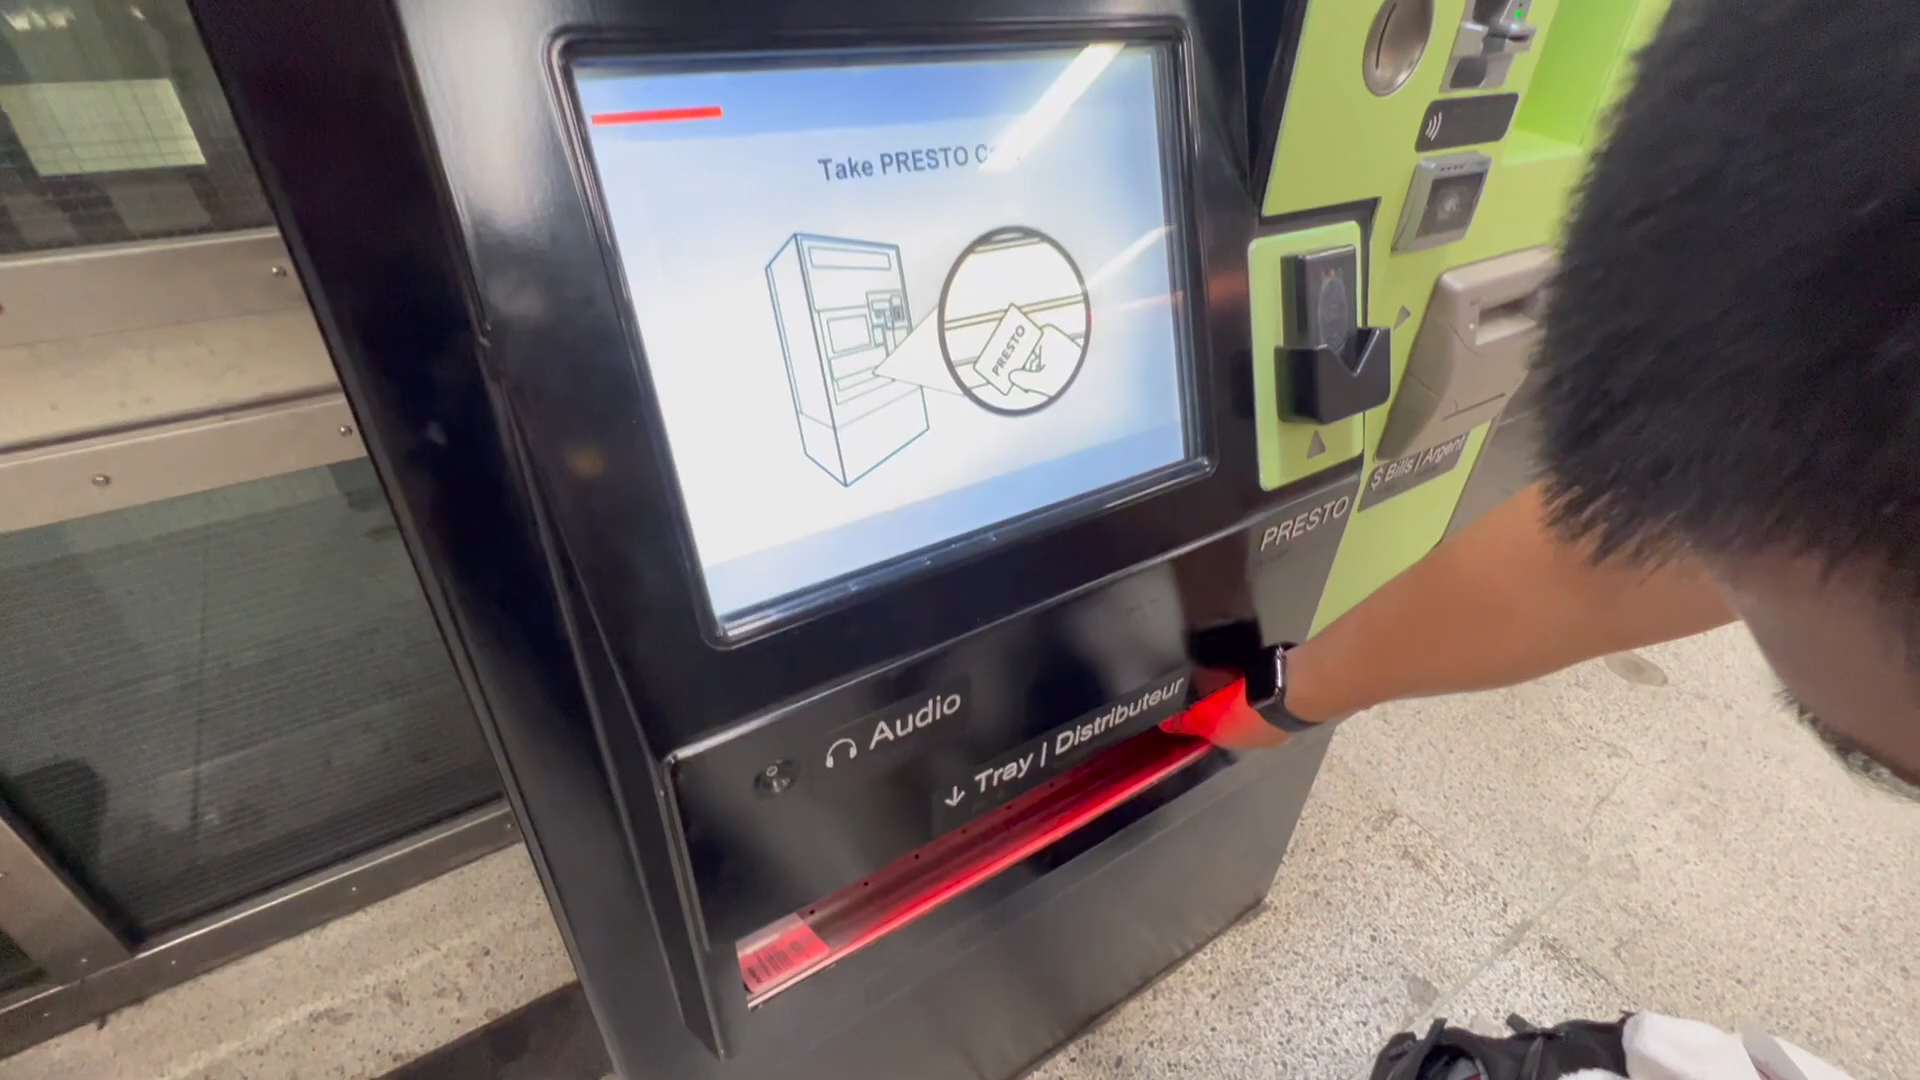 Take PRESTO
PRESTO
$ Bills | Argent
PRESTO
Audio
Tray | Distributeur